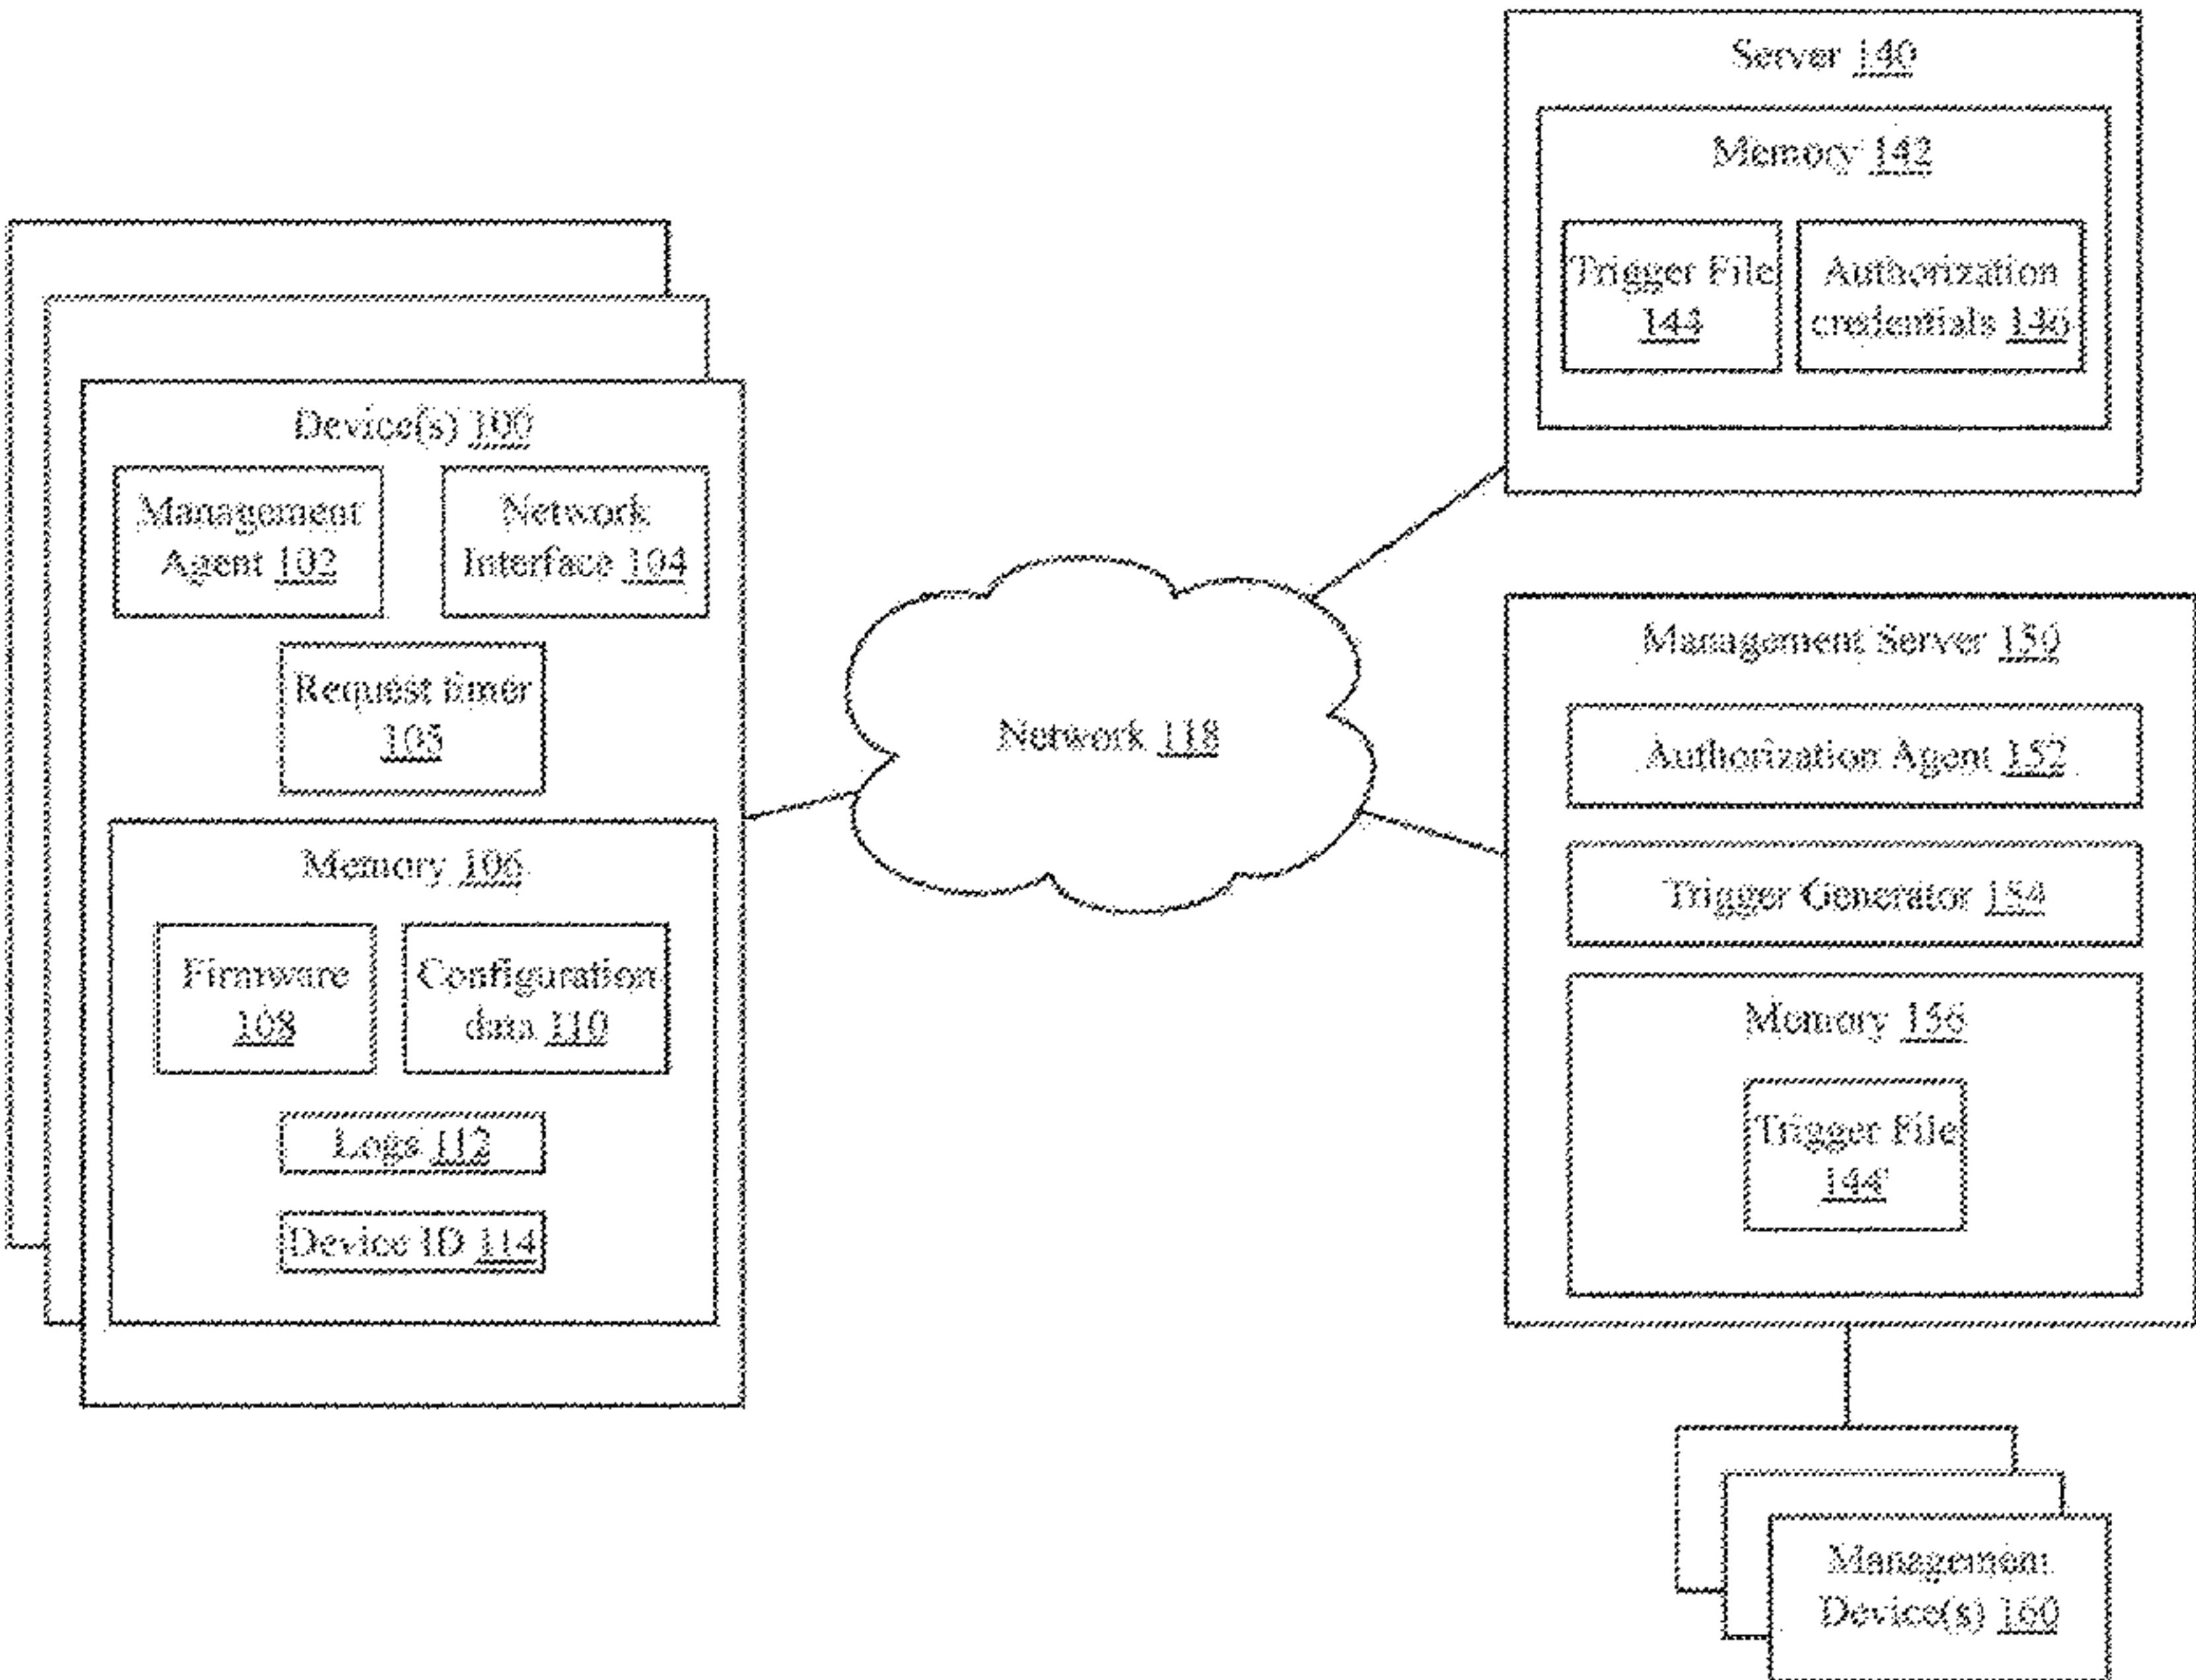 Device(s) 100
Management
Agent 102
Network
Interface 104
Request timer
105
Memory 106
Firmware
108
Configuration
data 110
Logs 112
Device ID 114
Network 118
Server 140
Memory 142
Trigger File
144
Authorization
credentials 146
Management Server 150
Authorization Agent 152
Trigger Generator 154
Memory 156
Trigger File
144'
Management
Device(s) 160